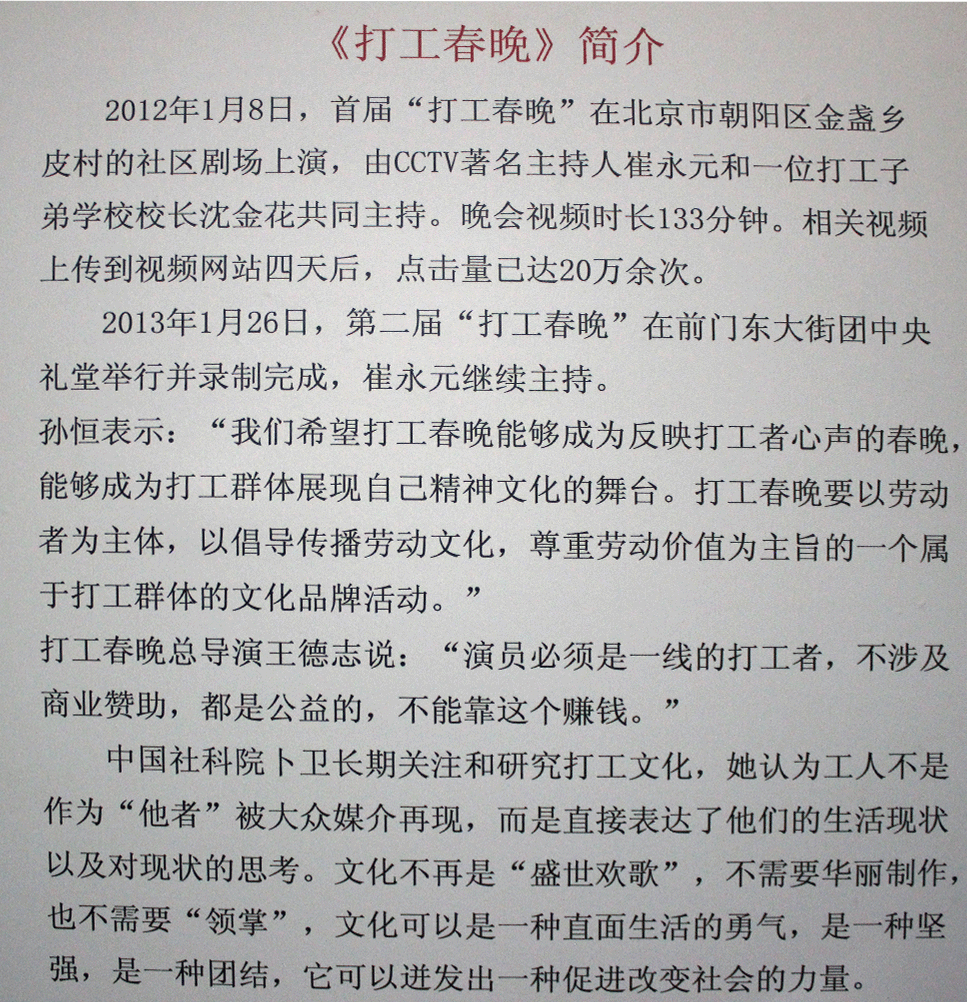 《打工春晚》简介
2012年1月8日，首届“打工春晚”在北京市朝阳区金盏乡
皮村的社区剧场上演，由CCTV著名主持人崔永元和一位打工子
弟学校校长沈金花共同主持。晚会视频时长133分钟。相关视频
上传到视频网站四天后，点击量已达20万余次。
2013年1月26日，第二届“打工春晚”在前门东大街团中央
礼堂举行并录制完成，崔永元继续主持。
孙恒表示：“我们希望打工春晚能够成为反映打工者心声的春晚，
能够成为打工群体展现自己精神文化的舞台。打工春晚要以劳动
者为主体，以倡导传播劳动文化，尊重劳动价值为主旨的一个属
于打工群体的文化品牌活动。”
打工春晚总导演王德志说：“演员必须是一线的打工者，不涉及
商业赞助，都是公益的，不能靠这个赚钱。”
中国社科院卜卫长期关注和研究打工文化，她认为工人不是
作为“他者”被大众媒介再现，而是直接表达了他们的生活现状
以及对现状的思考。文化不再是“盛世欢歌”，不需要华丽制作，
也不需要“领掌”，文化可以是一种直面生活的勇气，是一种坚
强，是一种团结，它可以迸发出一种促进改变社会的力量。